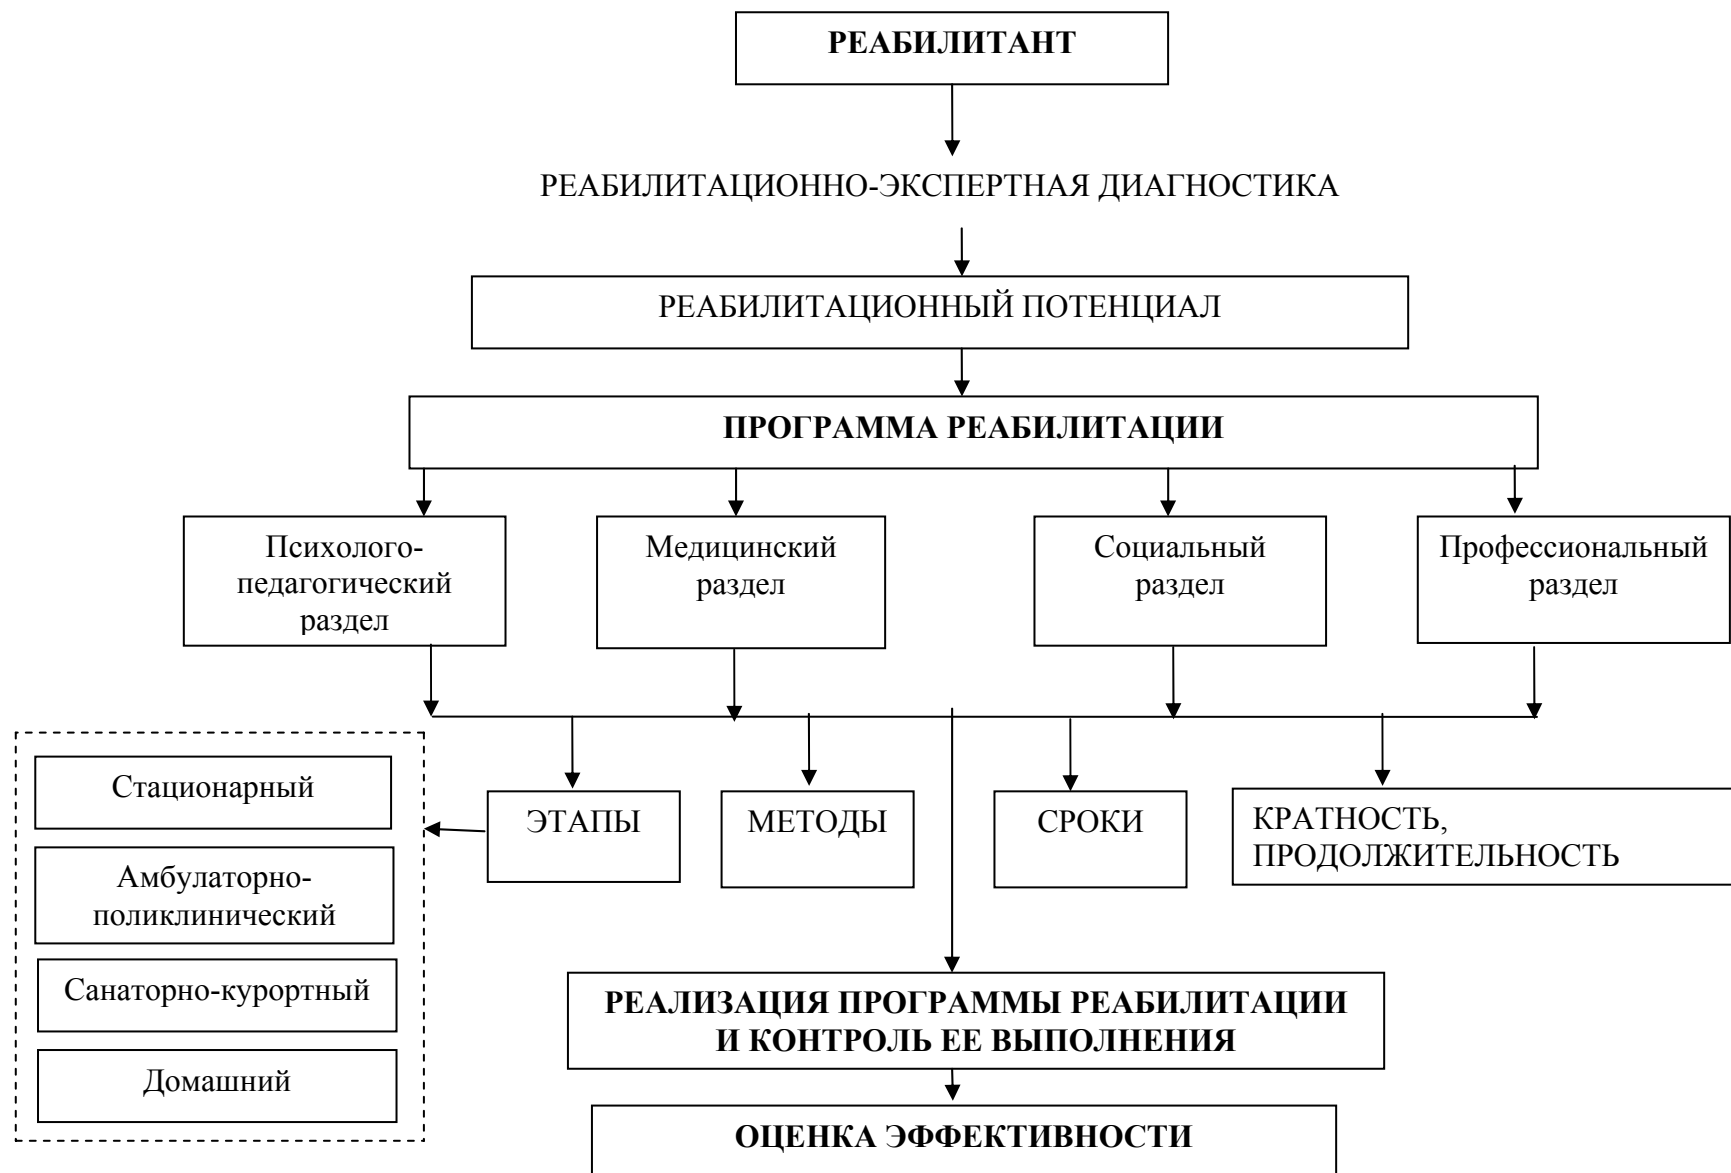 РЕАБИЛИТАНТ
РЕАБИЛИТАЦИОННО-ЭКСПЕРТНАЯ ДИАГНОСТИКА
РЕАБИЛИТАЦИОННЫЙ ПОТЕНЦИАЛ
ПРОГРАММА РЕАБИЛИТАЦИИ
Психолого-
педагогический
раздел
Медицинский
раздел
Социальный
раздел
Профессиональный
раздел
Стационарный
Амбулаторно-
поликлинический
Санаторно-курортный
Домашний
ЭТАПЫ
МЕТОДЫ
СРОКИ
КРАТНОСТЬ,
ПРОДОЛЖИТЕЛЬНОСТЬ
РЕАЛИЗАЦИЯ ПРОГРАММЫ РЕАБИЛИТАЦИИ
И КОНТРОЛЬ ЕЕ ВЫПОЛНЕНИЯ
ОЦЕНКА ЭФФЕКТИВНОСТИ